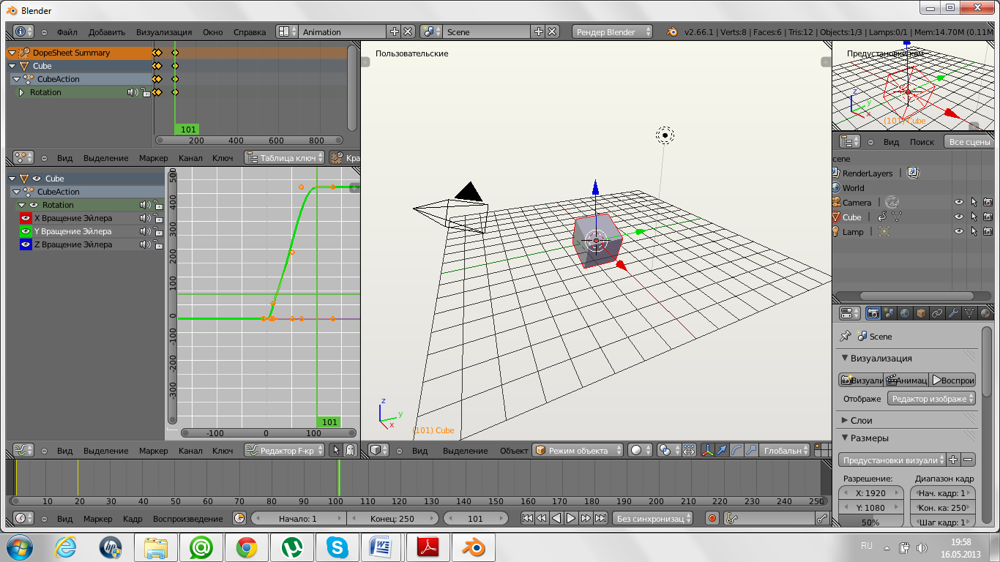 Blender
Файл Добавить Визуализация Окно Справка Animation Scene Рендер Blender v2.66.1 | Verts:8 | Faces:6 | Tris:12 | Objects:1/3 | Lamps:0/1 | Mem:14.70M (0.11M
DopeSheet Summary
Cube
CubeAction
Rotation
101
200 400 600 800
Вид Выделение Маркер Канал Ключ Таблица ключ Кра
Cube
CubeAction
Rotation
X Вращение Эйлера
Y Вращение Эйлера
Z Вращение Эйлера
500
400
300
200
100
0
-100
-200
-300
101
-100 0 100
Вид Выделение Маркер Канал Ключ Редактор F-кр
Пользовательские
z
y
x
(101) Cube
Вид Выделение Объект Режим объекта Глобальн
z
y
x
(101) Cube
Вид Поиск Все сцены
cene
RenderLayers
World
Camera
Cube
Lamp
Scene
Визуализация
Визуали Анимац Воспрои
Отображе Редактор изображе
Слои
Размеры
Предустановки визуали
Разрешение: Диапазон кадр
X: 1920 Нач. кадр: 1
Y: 1080 Кон. ка: 250
50% Шаг кадр: 1
10 20 30 40 50 60 70 80 90 100 110 120 130 140 150 160 170 180 190 200 210 220 230 240 250
Вид Маркер Кадр Воспроизведение Начало: 1 Конец: 250 101 Без синхронизац
RU
19:58
16.05.2013